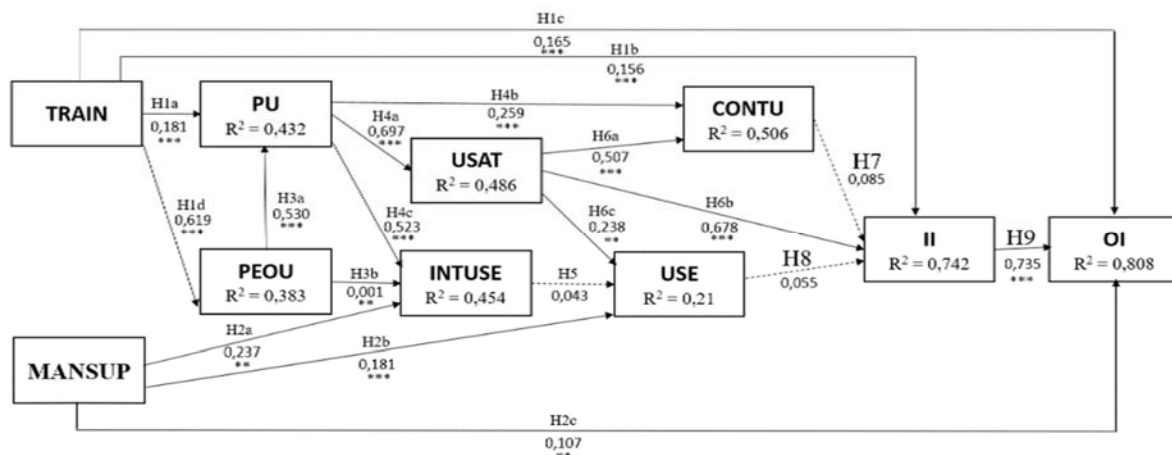 H1c
0,165
***
H1b
0,156
***
TRAIN
H1a
0,181
***
PU
R² = 0,432
H4b
0,259
***
CONTU
R² = 0,506
H4a
0,697
***
USAT
R² = 0,486
H6a
0,507
***
H7
0,085
H1d
0,619
***
H3a
0,530
***
H4c
0,523
***
H6c
0,238
**
H6b
0,678
***
II
R² = 0,742
H9
0,735
***
OI
R² = 0,808
PEOU
R² = 0,383
H3b
0,001
**
INTUSE
R² = 0,454
H5
0,043
USE
R² = 0,21
H8
0,055
MANSUP
H2a
0,237
**
H2b
0,181
***
H2c
0,107
**